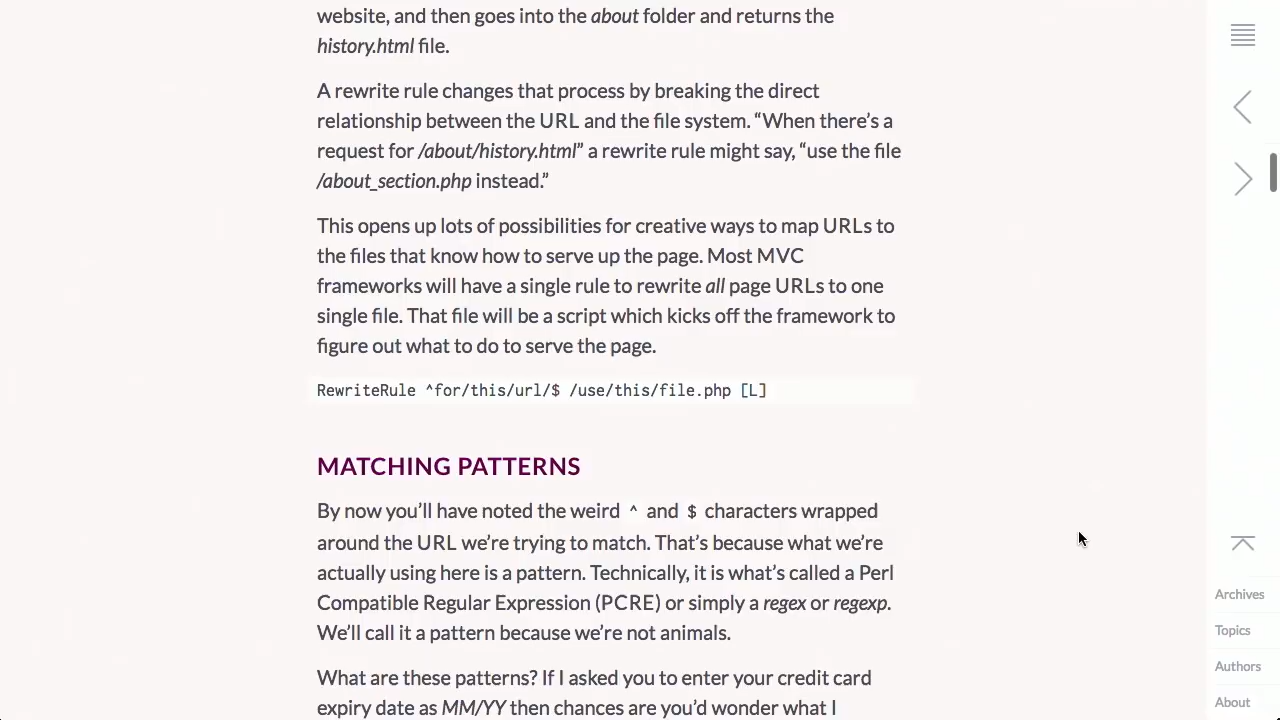 website, and then goes into the about folder and returns the
history.html file.
A rewrite rule changes that process by breaking the direct
relationship between the URL and the file system. “When there’s a
request for /about/history.html” a rewrite rule might say, “use the file
/about_section.php instead.”
This opens up lots of possibilities for creative ways to map URLs to
the files that know how to serve up the page. Most MVC
frameworks will have a single rule to rewrite all page URLs to one
single file. That file will be a script which kicks off the framework to
figure out what to do to serve the page.
RewriteRule ^for/this/url/$ /use/this/file.php [L]
MATCHING PATTERNS
By now you’ll have noted the weird ^ and $ characters wrapped
around the URL we’re trying to match. That’s because what we’re
actually using here is a pattern. Technically, it is what’s called a Perl
Compatible Regular Expression (PCRE) or simply a regex or regexp.
We’ll call it a pattern because we’re not animals.
What are these patterns? If I asked you to enter your credit card
expiry date as MM/YY then chances are you’d wonder what I
Archives
Topics
Authors
About